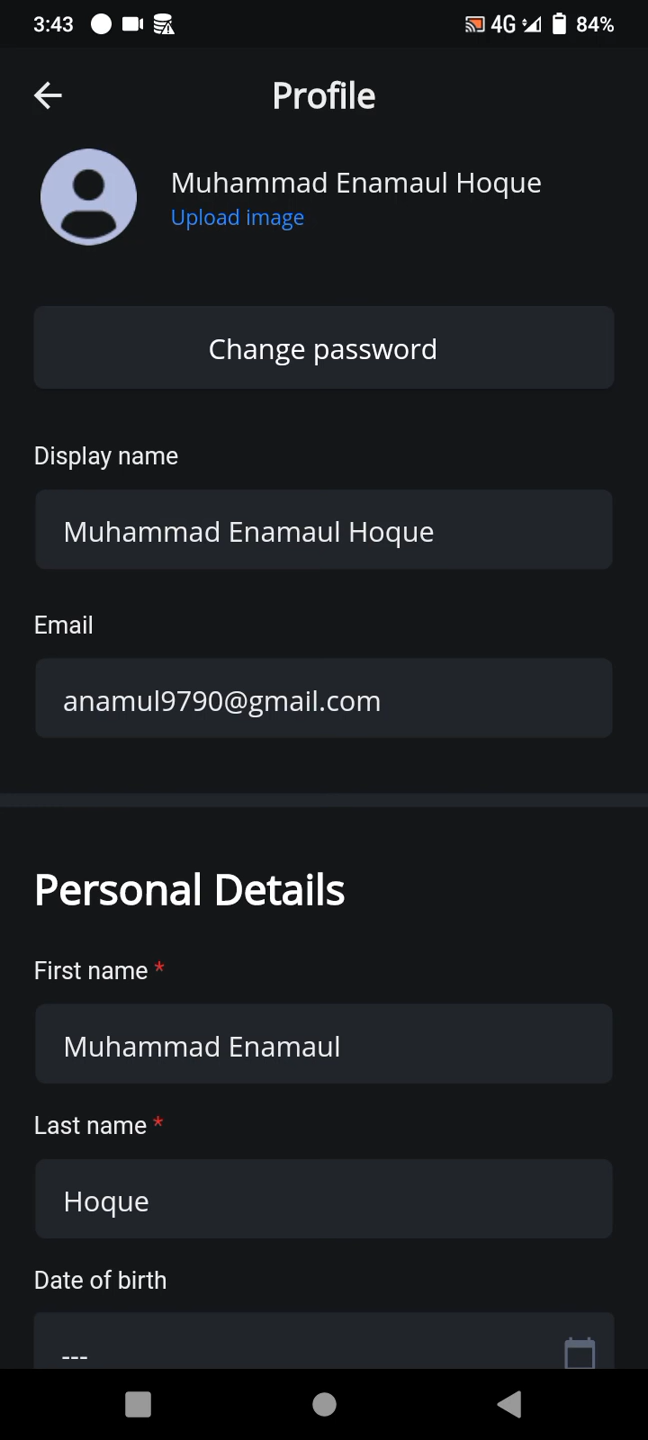 3:43 4G 84%
Profile
Muhammad Enamaul Hoque
Upload image
Change password
Display name
Muhammad Enamaul Hoque
Email
anamul9790@gmail.com
Personal Details
First name *
Muhammad Enamaul
Last name *
Hoque
Date of birth
---